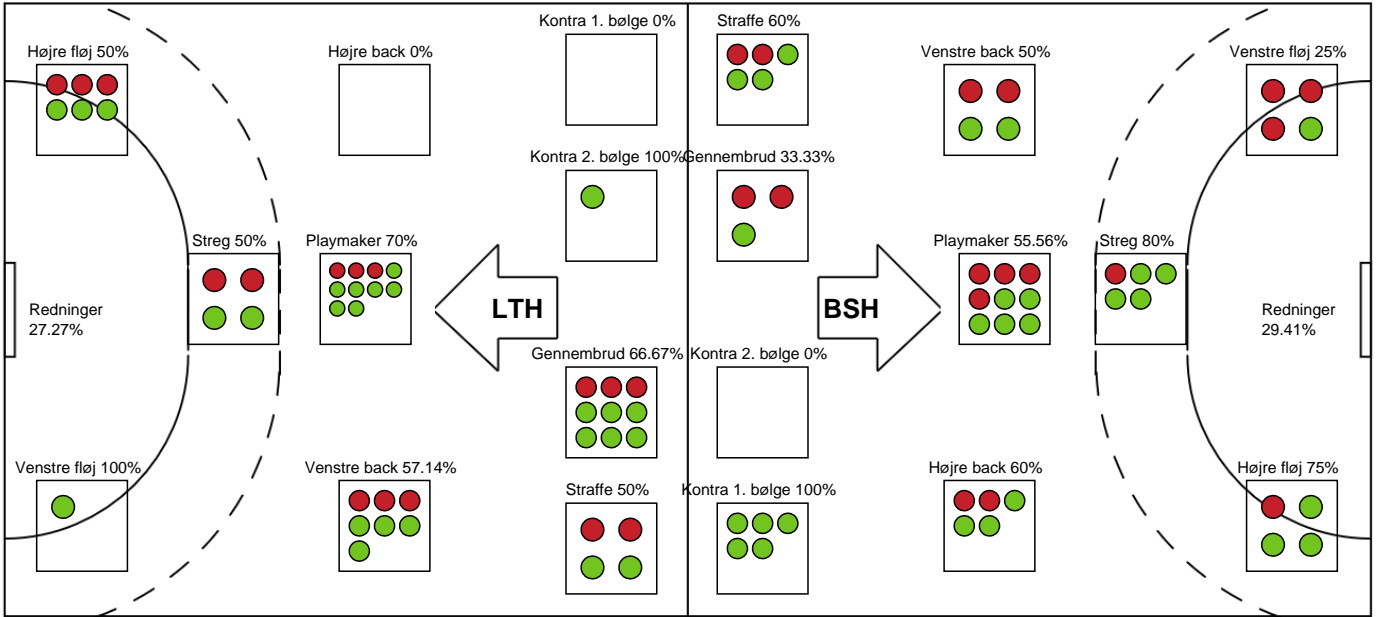 Kontra 1. bølge 0%
Straffe 60%
Højre fløj 50%
Højre back 0%
Venstre back 50%
Venstre fløj 25%
Kontra 2. bølge 100%
Gennembrud 33.33%
Streg 50%
Playmaker 70%
Playmaker 55.56%
Streg 80%
Redninger
27.27%
LTH
BSH
Redninger
29.41%
Gennembrud 66.67%
Kontra 2. bølge 0%
Venstre fløj 100%
Venstre back 57.14%
Straffe 50%
Kontra 1. bølge 100%
Højre back 60%
Højre fløj 75%